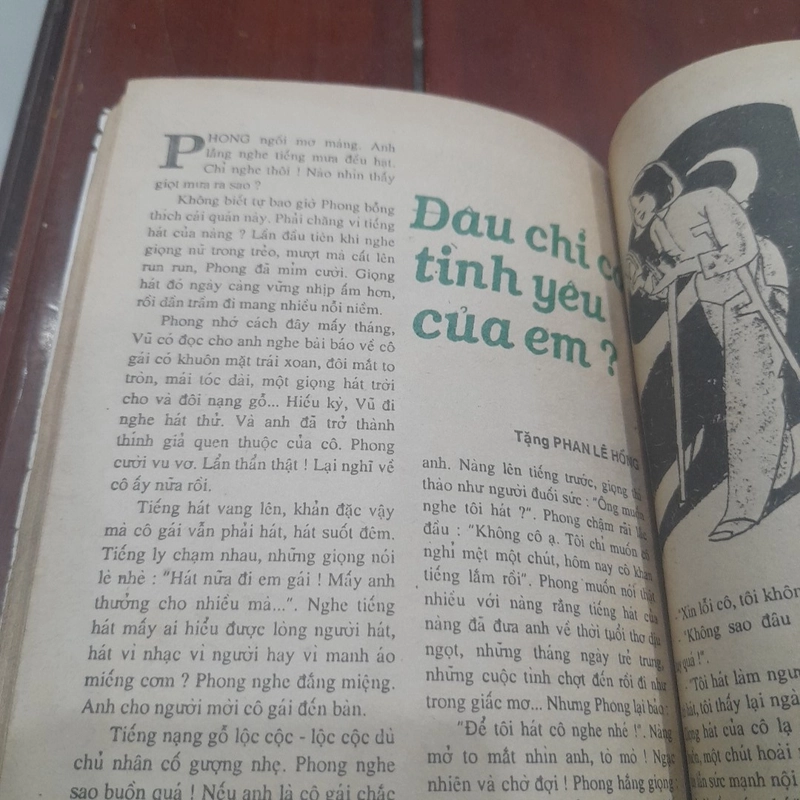 PHONG ngồi mơ màng. Anh
lắng nghe tiếng mưa đều hạt.
Chỉ nghe thôi ! Nào nhìn thấy
giọt mưa ra sao ?
Không biết tự bao giờ Phong bỗng
thích cái quán này. Phải chăng vì tiếng
hát của nàng ? Lần đầu tiên khi nghe
giọng nữ trong trẻo, mượt mà cất lên
run run, Phong đã mỉm cười. Giọng
hát đó ngày càng vững nhịp ấm hơn,
rồi dần trầm đi mang nhiều nỗi niềm.
Phong nhớ cách đây mấy tháng,
Vũ có đọc cho anh nghe bài báo về cô
gái có khuôn mặt trái xoan, đôi mắt to
tròn, mái tóc dài, một giọng hát trời
cho và đôi nạng gỗ... Hiếu kỳ, Vũ đi
nghe hát thử. Và anh đã trở thành
thính giả quen thuộc của cô. Phong
cười vu vơ. Lẩn thẩn thật ! Lại nghĩ về
cô ấy nữa rồi.
Tiếng hát vang lên, khản đặc vậy
mà cô gái vẫn phải hát, hát suốt đêm.
Tiếng ly chạm nhau, những giọng nói
lè nhè : "Hát nữa đi em gái ! Mấy anh
thưởng cho nhiều mà...". Nghe tiếng
hát mấy ai hiểu được lòng người hát,
hát vì nhạc vì người hay vì manh áo
miếng cơm ? Phong nghe đắng miệng.
Anh cho người mời cô gái đến bàn.
Tiếng nạng gỗ lộc cộc - lộc cộc dù
chủ nhân cố gượng nhẹ. Phong nghe
sao buồn quá ! Nếu anh là cô gái chắc
Đâu chỉ có
tình yêu
của em ?
Tặng PHAN LÊ HỒNG
anh. Nàng lên tiếng trước, giọng thều
thào như người đuối sức : "Ông muốn
nghe tôi hát ?". Phong chậm rãi lắc
đầu : "Không cô ạ. Tôi chỉ muốn cô
nghỉ mệt một chút, hôm nay cô khản
tiếng lắm rồi". Phong muốn nói thật
nhiều với nàng rằng tiếng hát của
nàng đã đưa anh về thời tuổi thơ dịu
ngọt, những tháng ngày trẻ trung,
những cuộc tình chợt đến rồi đi như
trong giấc mơ... Nhưng Phong lại bảo :
"Để tôi hát cô nghe nhé !". Nàng
mở to mắt nhìn anh, tò mò ! Ngạc
nhiên và chờ đợi ! Phong hắng giọng
"Xin lỗi cô, tôi khôn
"Không sao đâu
quá !".
"Tôi hát làm ngư
hát, tôi thấy lại ngà
Giọng hát của cô lạ
một chút hoài
ẩn sức mạnh nội